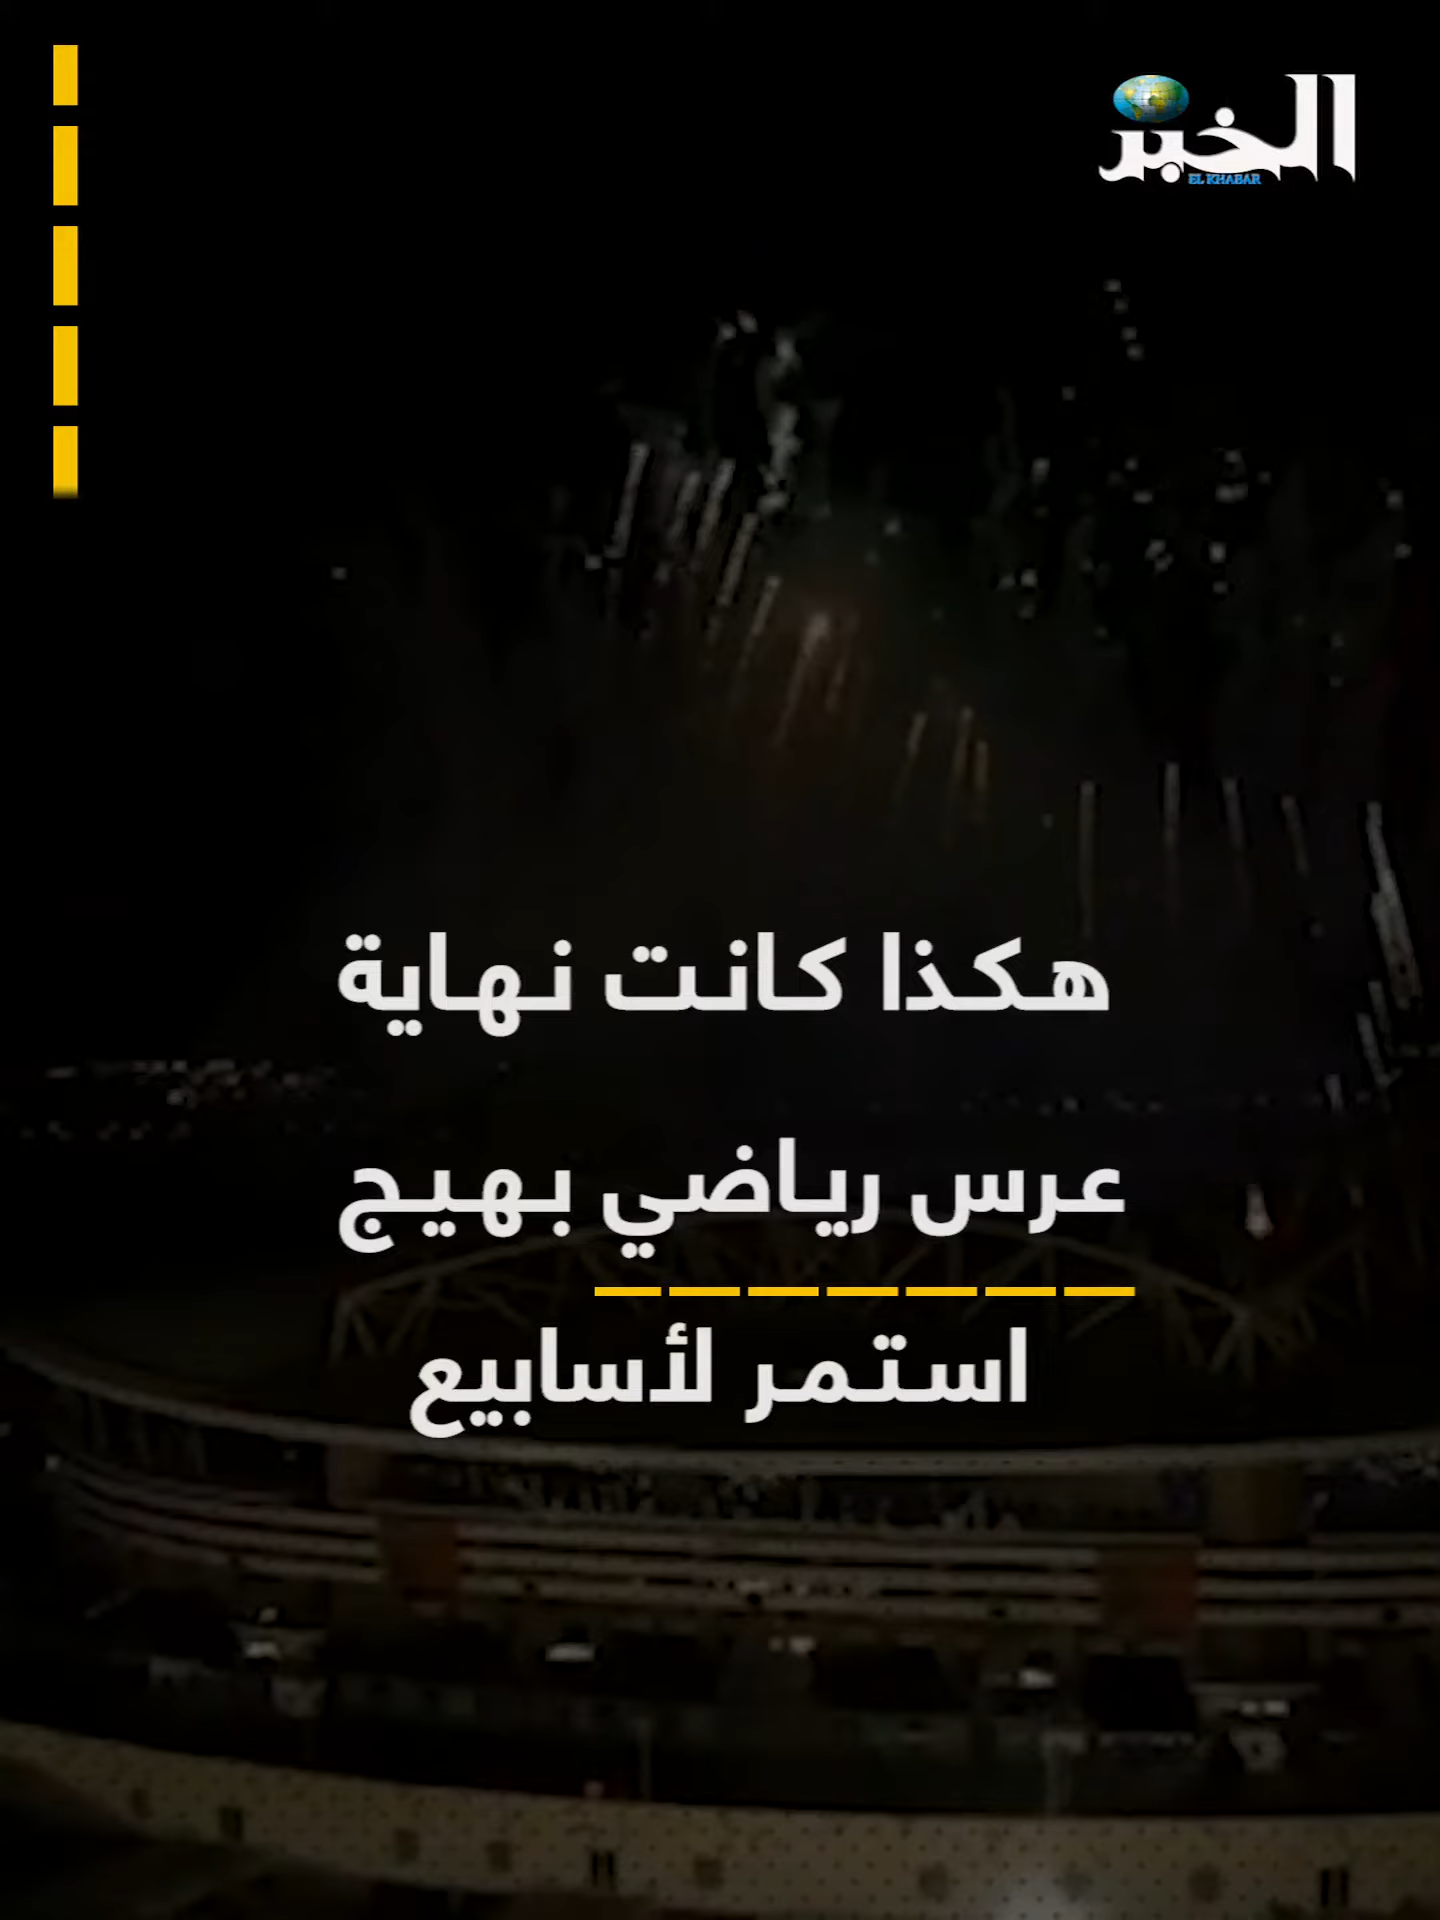 الخبر
EL KHABAR
هكذا كانت نهاية
عرس رياضي بهيج
استمر لأسابيع